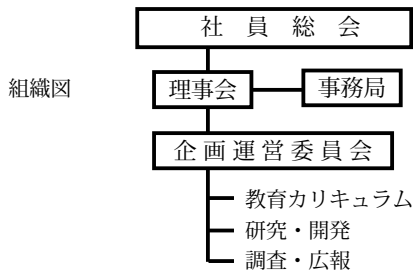 社員総会
組織図
理事会
事務局
企画運営委員会
教育カリキュラム
研究・開発
調査・広報